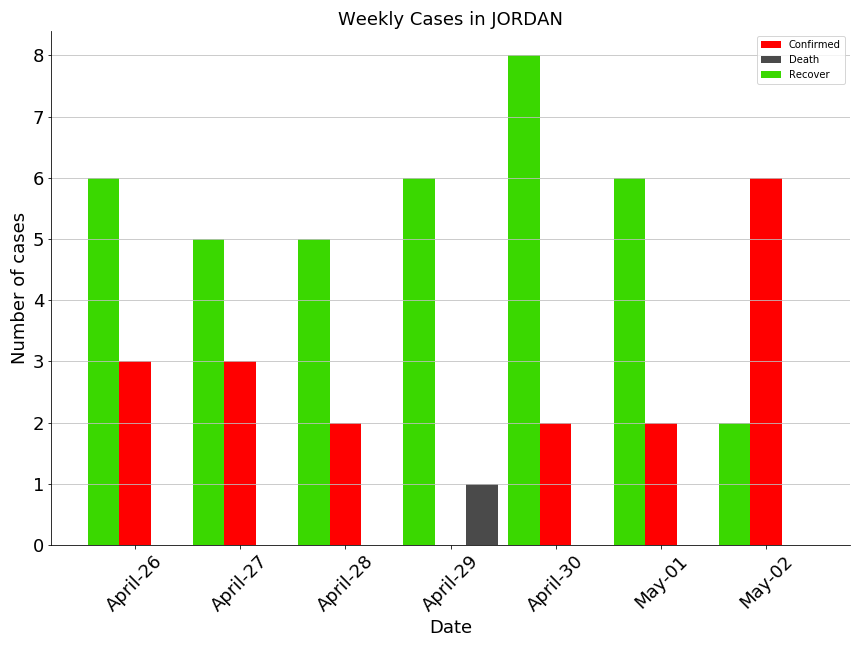 Weekly Cases in JORDAN
Confirmed
Death
Recover
Number of cases
8
7
6
5
4
3
2
1
0
April-26
April-27
April-28
April-29
April-30
May-01
May-02
Date